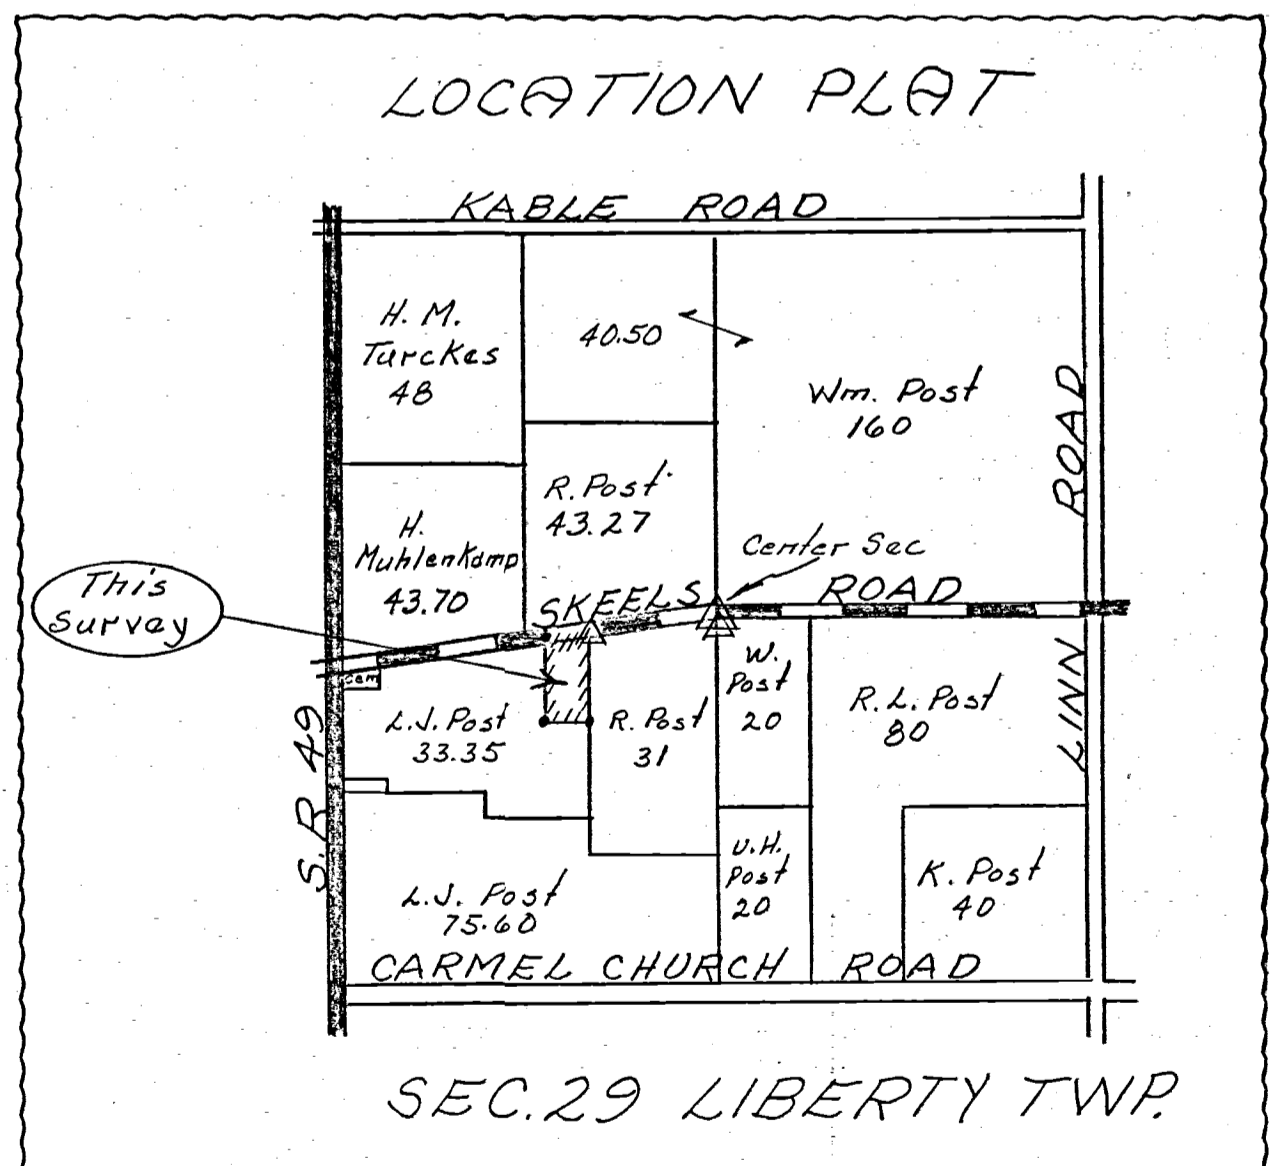 LOCATION PLAT
KABLE ROAD
H. M.
Turckes
48
40.50
Wm. Post
160
ROAD
R. Post
43.27
H.
Muhlenkamp
43.70
Center Sec
This
Survey
SKEELS ROAD
Cem
W.
Post
20
L.J. Post
33.35
R. Post
31
R.L. Post
80
LINN
S.R 49
U.H.
Post
20
K. Post
40
L.J. Post
75.60
CARMEL CHURCH ROAD
SEC.29 LIBERTY TWP.